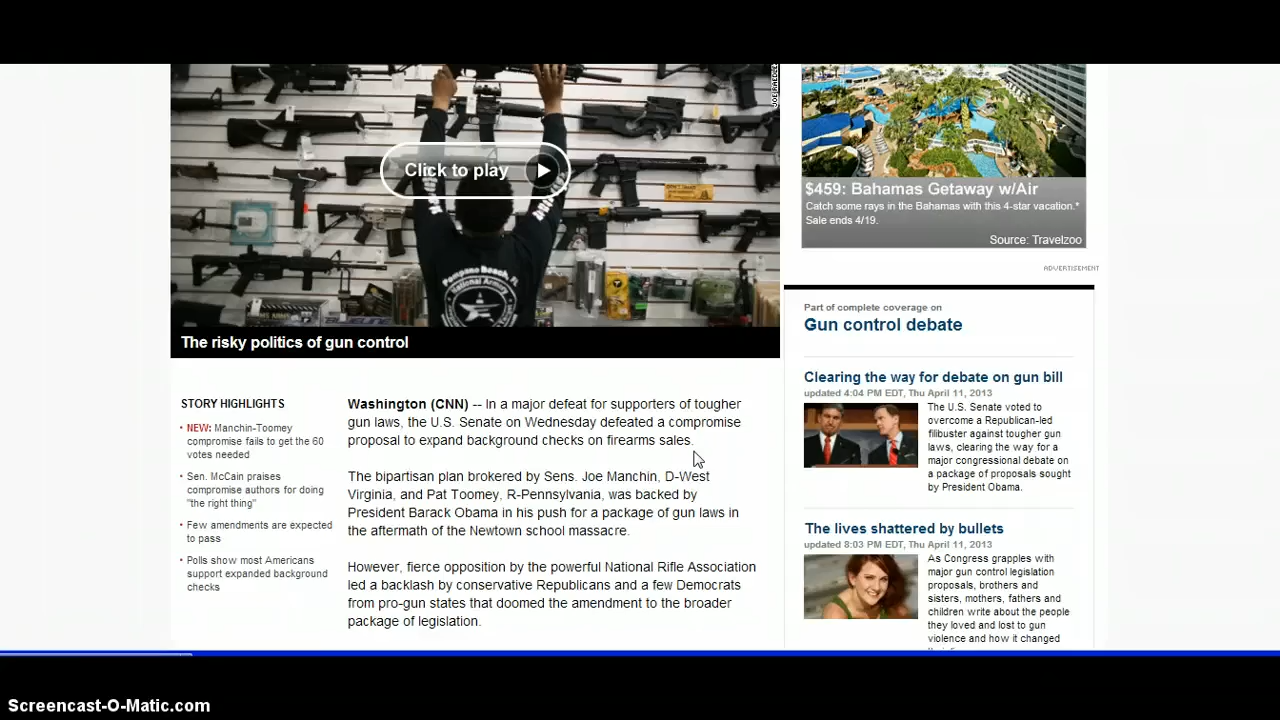 JOE RAEDLE
Click to play
Pompano Beach, FL
National Armory
The risky politics of gun control
STORY HIGHLIGHTS
• NEW: Manchin-Toomey
compromise fails to get the 60
votes needed
• Sen. McCain praises
compromise authors for doing
"the right thing"
• Few amendments are expected
to pass
• Polls show most Americans
support expanded background
checks
Washington (CNN) -- In a major defeat for supporters of tougher
gun laws, the U.S. Senate on Wednesday defeated a compromise
proposal to expand background checks on firearms sales.
The bipartisan plan brokered by Sens. Joe Manchin, D-West
Virginia, and Pat Toomey, R-Pennsylvania, was backed by
President Barack Obama in his push for a package of gun laws in
the aftermath of the Newtown school massacre.
However, fierce opposition by the powerful National Rifle Association
led a backlash by conservative Republicans and a few Democrats
from pro-gun states that doomed the amendment to the broader
package of legislation.
$459: Bahamas Getaway w/Air
Catch some rays in the Bahamas with this 4-star vacation.*
Sale ends 4/19.
Source: Travelzoo
ADVERTISEMENT
Part of complete coverage on
Gun control debate
Clearing the way for debate on gun bill
updated 4:04 PM EDT, Thu April 11, 2013
The U.S. Senate voted to
overcome a Republican-led
filibuster against tougher gun
laws, clearing the way for a
major congressional debate on
a package of proposals sought
by President Obama.
The lives shattered by bullets
updated 8:03 PM EDT, Thu April 11, 2013
As Congress grapples with
major gun control legislation
proposals, brothers and
sisters, mothers, fathers and
children write about the people
they loved and lost to gun
violence and how it changed
Screencast-O-Matic.com